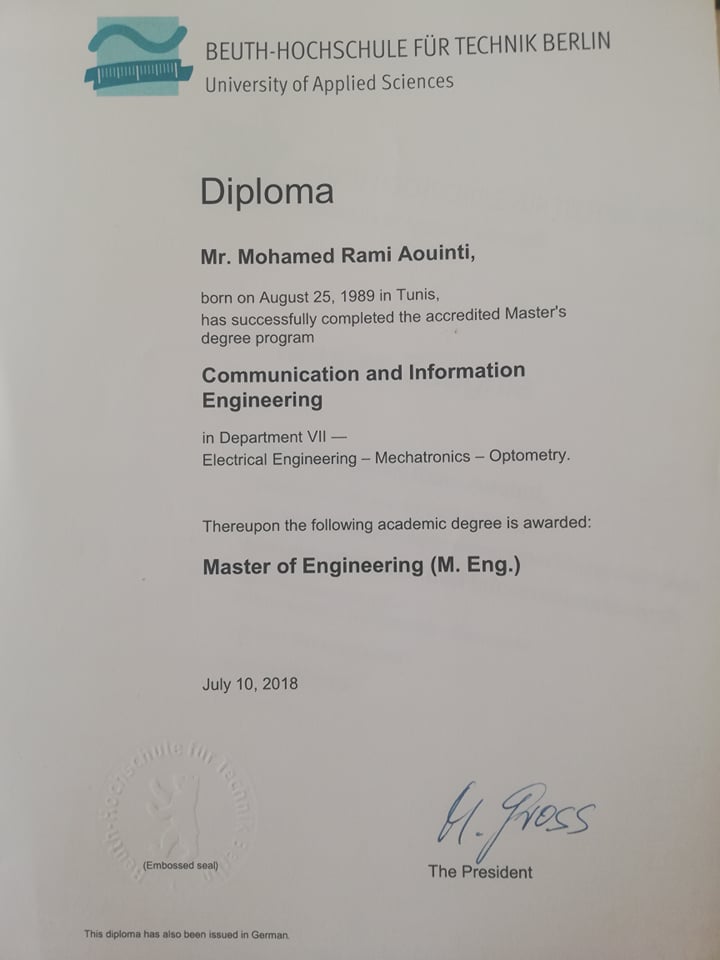 BEUTH-HOCHSCHULE FÜR TECHNIK BERLIN
University of Applied Sciences
Diploma
Mr. Mohamed Rami Aouinti,
born on August 25, 1989 in Tunis,
has successfully completed the accredited Master's
degree program
Communication and Information
Engineering
in Department VII —
Electrical Engineering – Mechatronics – Optometry.
Thereupon the following academic degree is awarded:
Master of Engineering (M. Eng.)
July 10, 2018
Beuth-Hochschule für Technik Berlin
(Embossed seal)
M. Gross
The President
This diploma has also been issued in German.